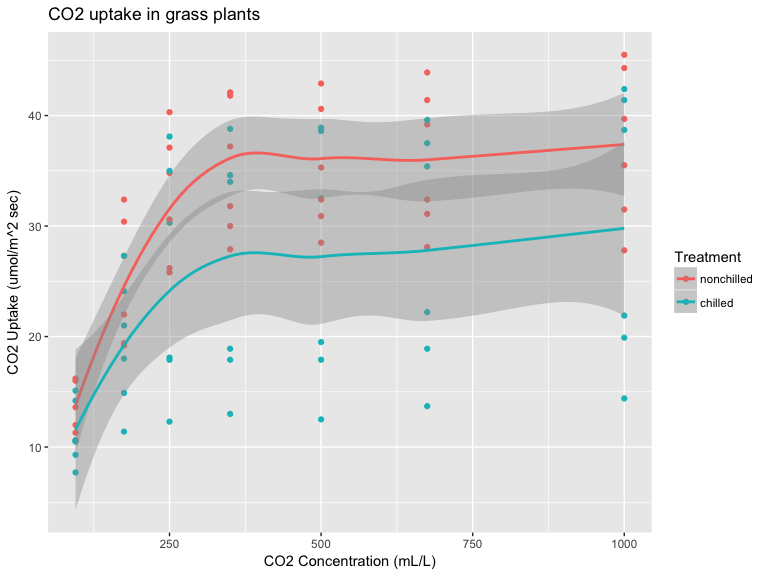 CO2 uptake in grass plants
CO2 Uptake (umol/m^2 sec)
40
30
20
10
250
500
750
1000
CO2 Concentration (mL/L)
Treatment
nonchilled
chilled